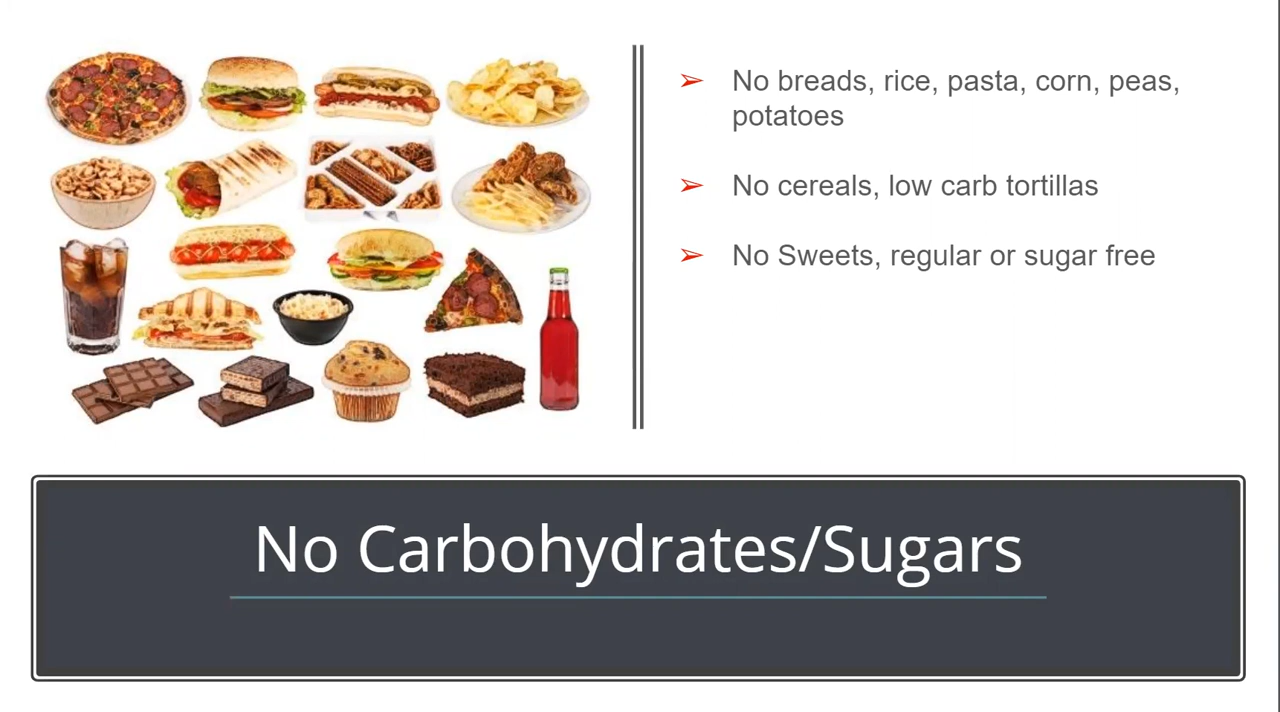 No breads, rice, pasta, corn, peas,
potatoes
No cereals, low carb tortillas
No Sweets, regular or sugar free
No Carbohydrates/Sugars